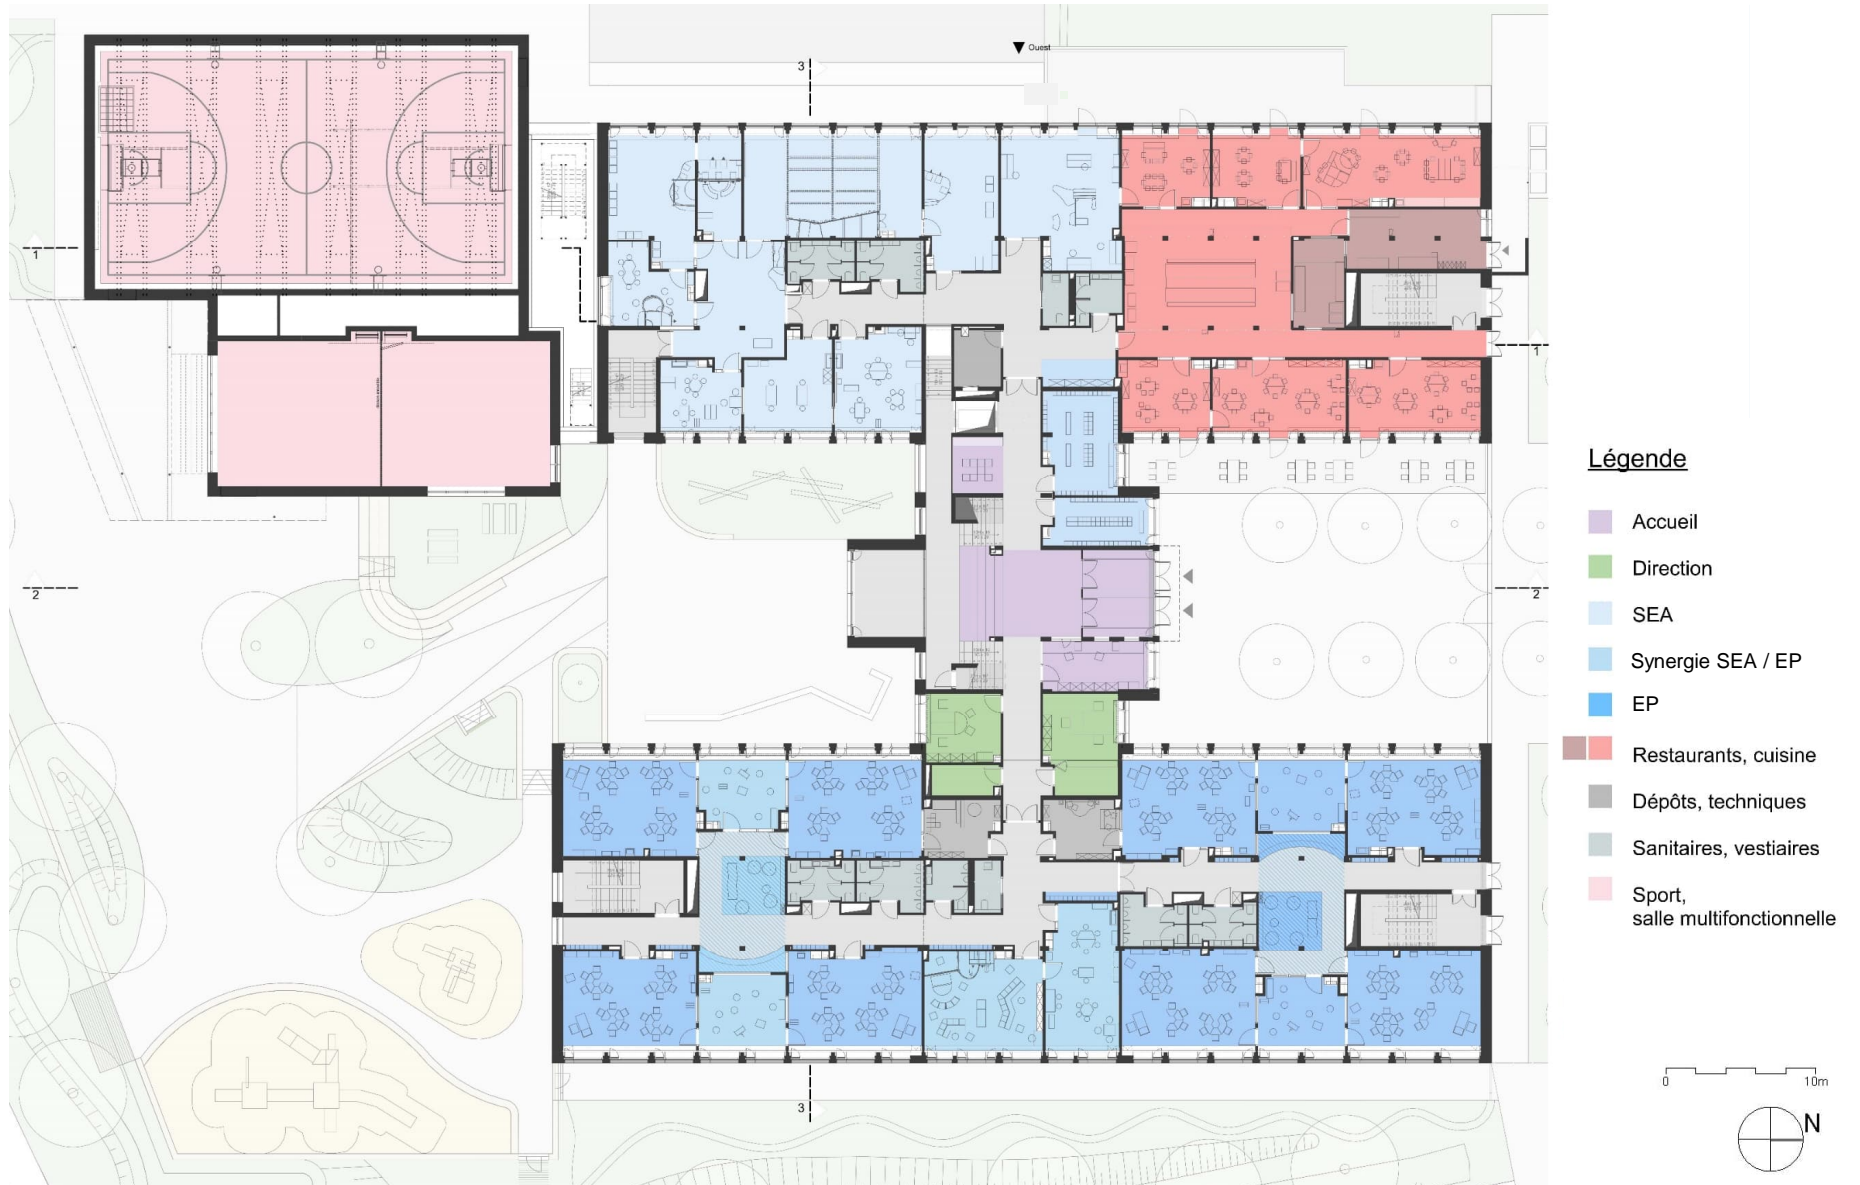 Ouest
3
1
1
2
2
3
Légende
Accueil
Direction
SEA
Synergie SEA / EP
EP
Restaurants, cuisine
Dépôts, techniques
Sanitaires, vestiaires
Sport,
salle multifonctionnelle
0 10m
N